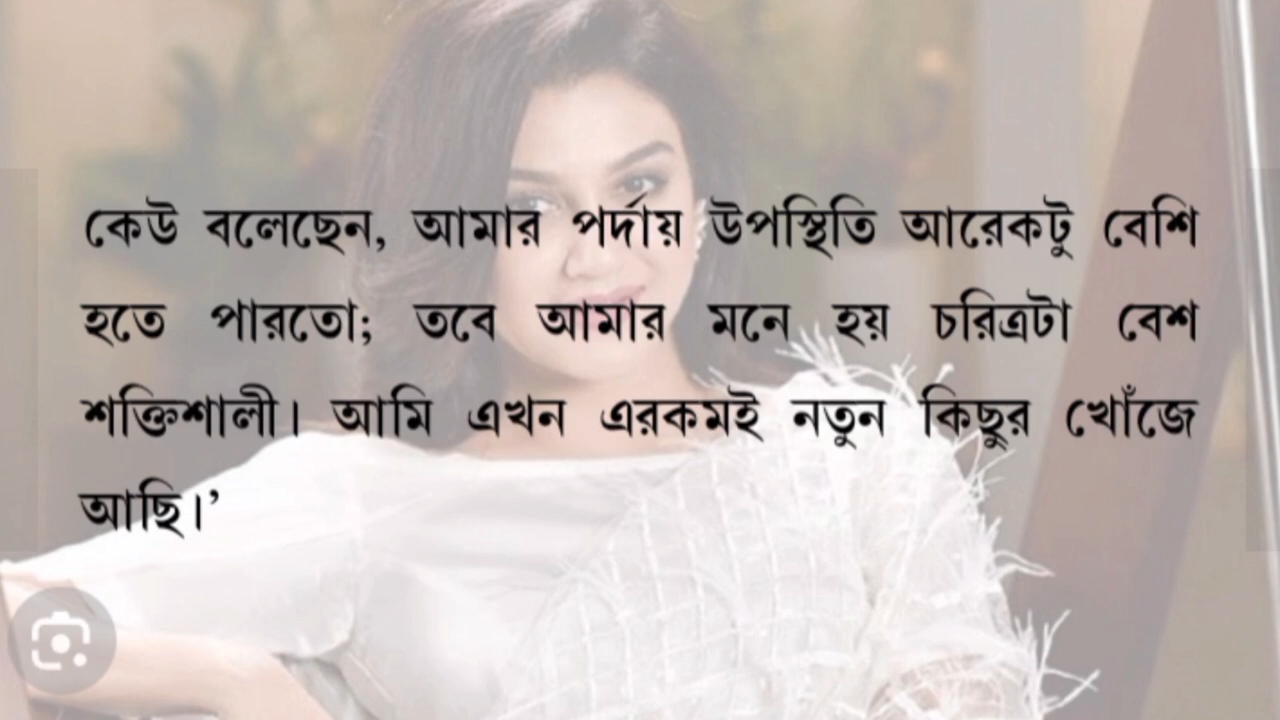 কেউ বলেছেন, আমার পর্দায় উপস্থিতি আরেকটু বেশি
হতে পারতো; তবে আমার মনে হয় চরিত্রটা বেশ
শক্তিশালী। আমি এখন এরকমই নতুন কিছুর খোঁজে
আছি।’